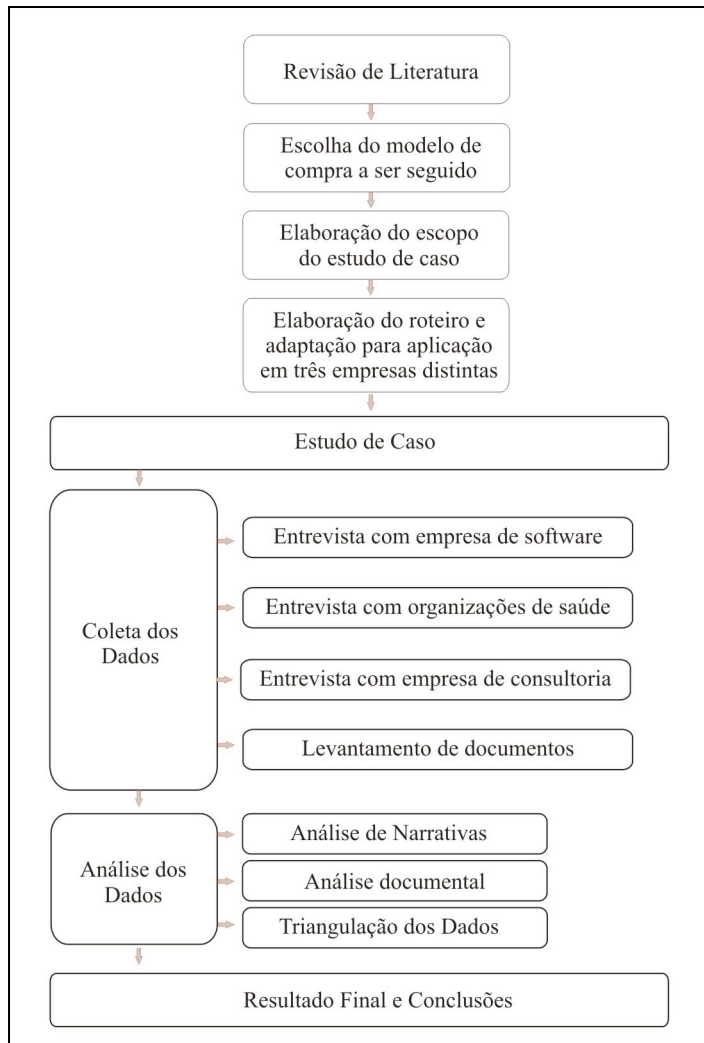 Revisão de Literatura
Escolha do modelo de
compra a ser seguido
Elaboração do escopo
do estudo de caso
Elaboração do roteiro e
adaptação para aplicação
em três empresas distintas
Estudo de Caso
Coleta dos
Dados
Entrevista com empresa de software
Entrevista com organizações de saúde
Entrevista com empresa de consultoria
Levantamento de documentos
Análise dos
Dados
Análise de Narrativas
Análise documental
Triangulação dos Dados
Resultado Final e Conclusões